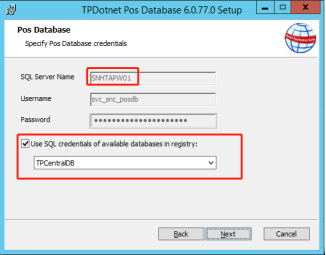 TPDotnet Pos Database 6.0.77.0 Setup
Pos Database
Specify Pos Database credentials
SQL Server Name
SNHTAPW01
Username
svc_snc_posdb
Password
Use SQL credentials of available databases in registry:
TPCentralDB
Back
Next
Cancel